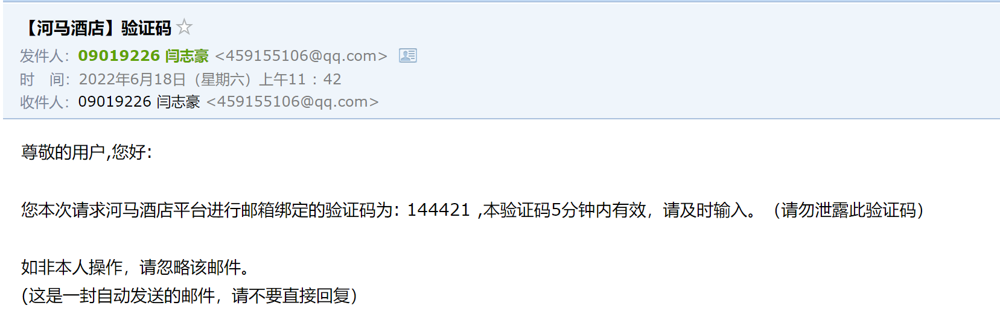 【河马酒店】验证码
发件人：09019226 闫志豪 <459155106@qq.com>
时　间：2022年6月18日（星期六）上午11：42
收件人：09019226 闫志豪 <459155106@qq.com>
尊敬的用户,您好:
您本次请求河马酒店平台进行邮箱绑定的验证码为: 144421 ,本验证码5分钟内有效，请及时输入。（请勿泄露此验证码）
如非本人操作，请忽略该邮件。
(这是一封自动发送的邮件，请不要直接回复）